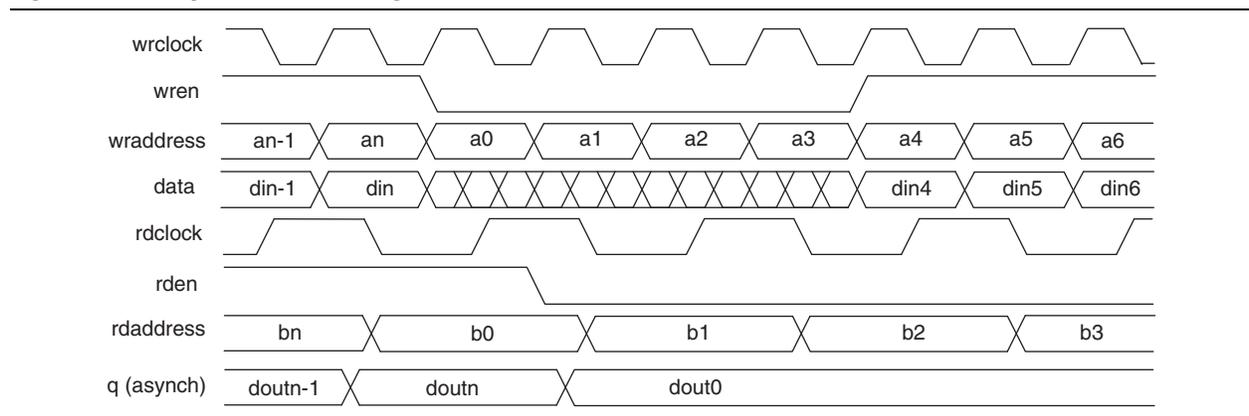 wrclock
wren
wraddress an-1 an a0 a1 a2 a3 a4 a5 a6
data din-1 din din4 din5 din6
rdclock
rden
rdaddress bn b0 b1 b2 b3
q (asynch) doutn-1 doutn dout0